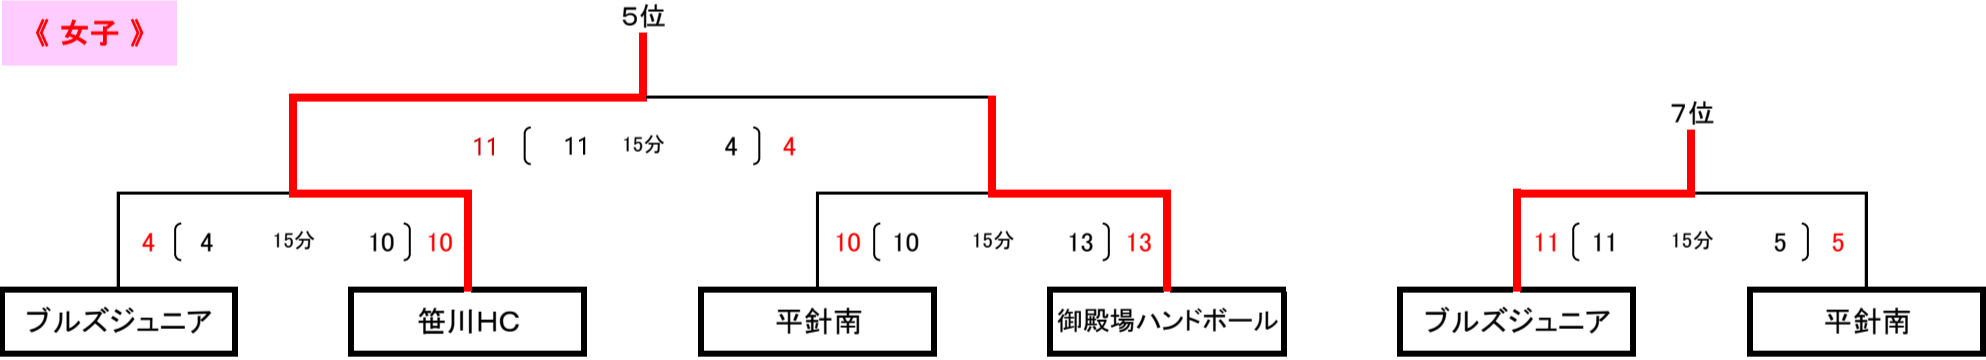 《 女子 》
5位
7位
11 ( 11 15分 4 ) 4
4 ( 4 15分 10 ) 10
10 ( 10 15分 13 ) 13
11 ( 11 15分 5 ) 5
ブルズジュニア
笹川HC
平針南
御殿場ハンドボール
ブルズジュニア
平針南